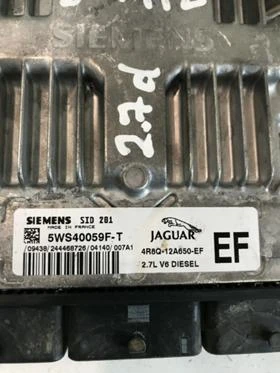 SIEMENS
2.7d
SIEMENS SID 201
MADE IN FRANCE
5WS40059F-T
/09438/244468726/04140/007A1
JAGUAR
4R8Q-12A650-EF
2.7L V6 DIESEL
EF